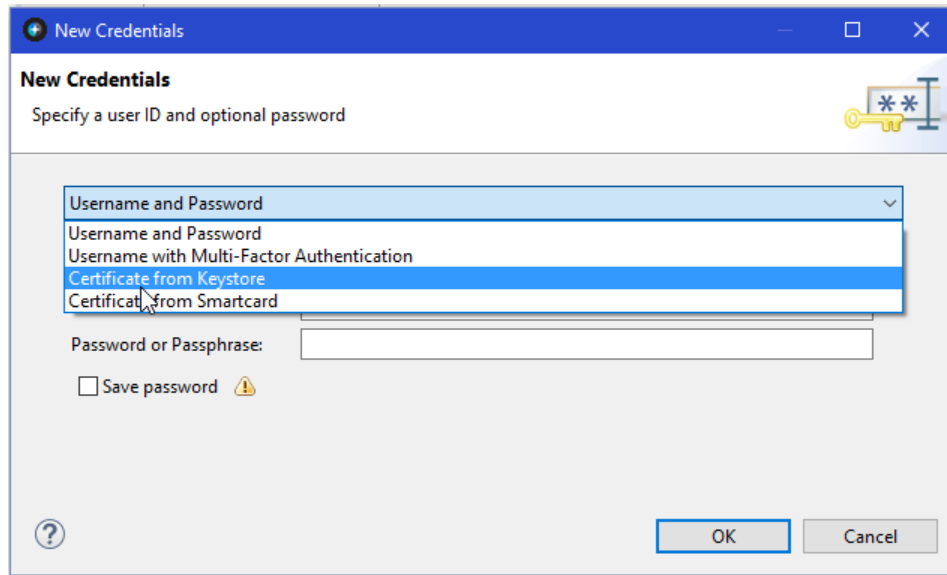 New Credentials
New Credentials
Specify a user ID and optional password
**
Username and Password
Username and Password
Username with Multi-Factor Authentication
Certificate from Keystore
Certificate from Smartcard
Password or Passphrase:
Save password
?
OK Cancel